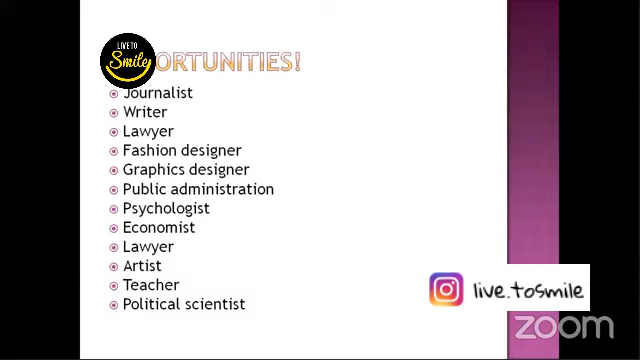 LIVE TO
Smile
ORTUNITIES!
Journalist
Writer
Lawyer
Fashion designer
Graphics designer
Public administration
Psychologist
Economist
Lawyer
Artist
Teacher
Political scientist
live.tosmile
zoom